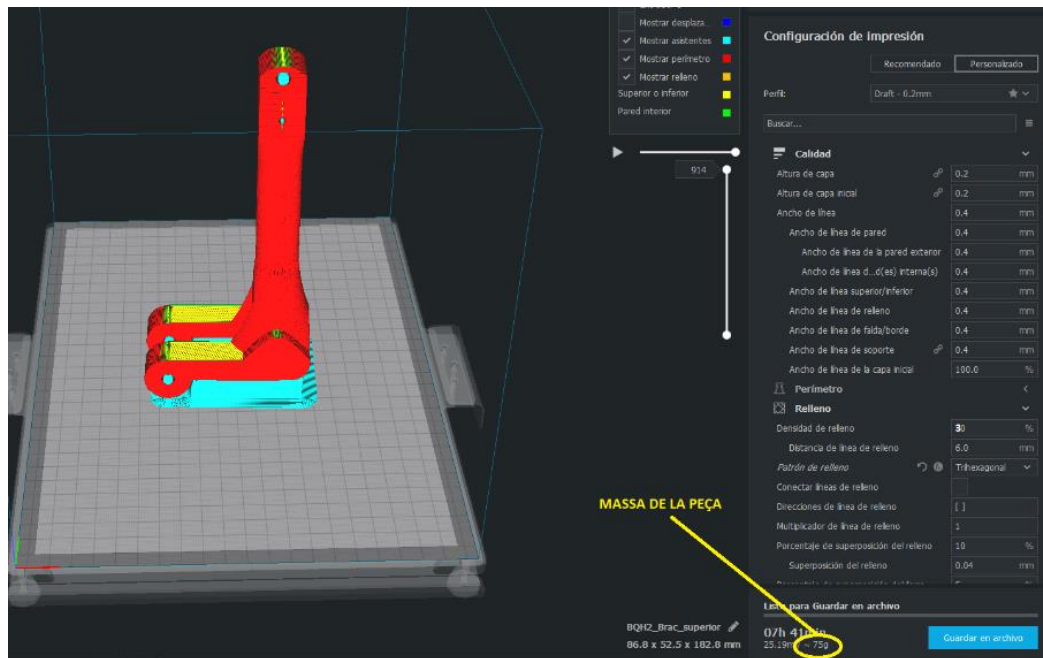 Mostrar desplaza...
Mostrar asistentes
Mostrar perímetro
Mostrar relleno
Superior o inferior
Pared interior
914
Configuración de impresión
Recomendado Personalizado
Perfil: Draft - 0.2mm
Buscar...
Calidad
Altura de capa 0.2 mm
Altura de capa inicial 0.2 mm
Ancho de línea 0.4 mm
Ancho de línea de pared 0.4 mm
Ancho de línea de la pared exterior 0.4 mm
Ancho de línea d...d(es) interna(s) 0.4 mm
Ancho de línea superior/inferior 0.4 mm
Ancho de línea de relleno 0.4 mm
Ancho de línea de falda/borde 0.4 mm
Ancho de línea de soporte 0.4 mm
Ancho de línea de la capa inicial 100.0 %
Perímetro
Relleno
Densidad de relleno 30 %
Distancia de línea de relleno 6.0 mm
Patrón de relleno Trihexagonal
Conectar líneas de relleno
Direcciones de línea de relleno [ ]
Multiplicador de línea de relleno 1
Porcentaje de superposición del relleno 10 %
Superposición del relleno 0.04 mm
MASSA DE LA PEÇA
Listo para Guardar en archivo
07h 41min
25.19m / ~ 75g
Guardar en archivo
BQH2_Brac_superior
86.8 x 52.5 x 182.8 mm